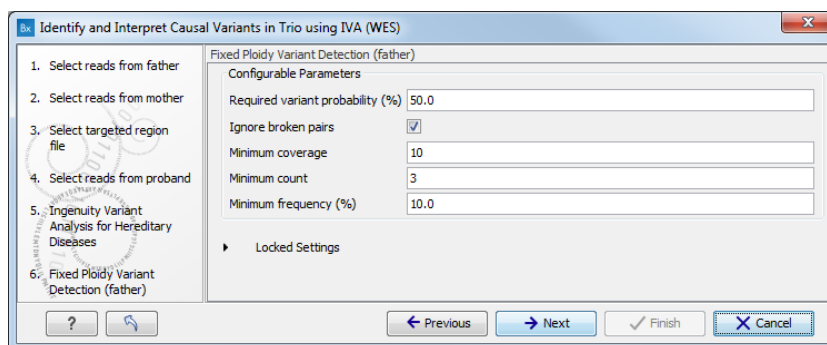 Bx Identify and Interpret Causal Variants in Trio using IVA (WES)
X
1. Select reads from father
2. Select reads from mother
3. Select targeted region
file
4. Select reads from proband
5. Ingenuity Variant
Analysis for Hereditary
Diseases
6. Fixed Ploidy Variant
Detection (father)
Fixed Ploidy Variant Detection (father)
Configurable Parameters
Required variant probability (%) 50.0
Ignore broken pairs
Minimum coverage 10
Minimum count 3
Minimum frequency (%) 10.0
Locked Settings
? Previous Next Finish Cancel